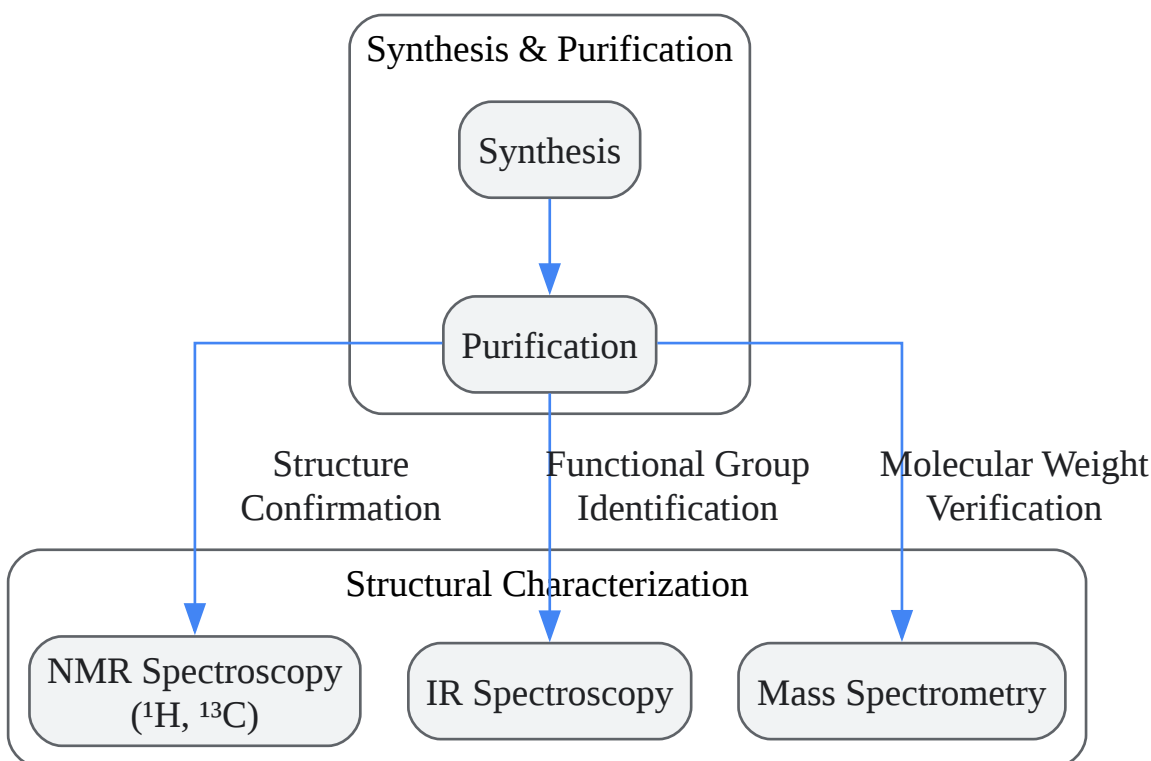 Synthesis & Purification
Synthesis
Purification
Structure
Confirmation
Functional Group
Identification
Molecular Weight
Verification
Structural Characterization
NMR Spectroscopy
(¹H, ¹³C)
IR Spectroscopy
Mass Spectrometry